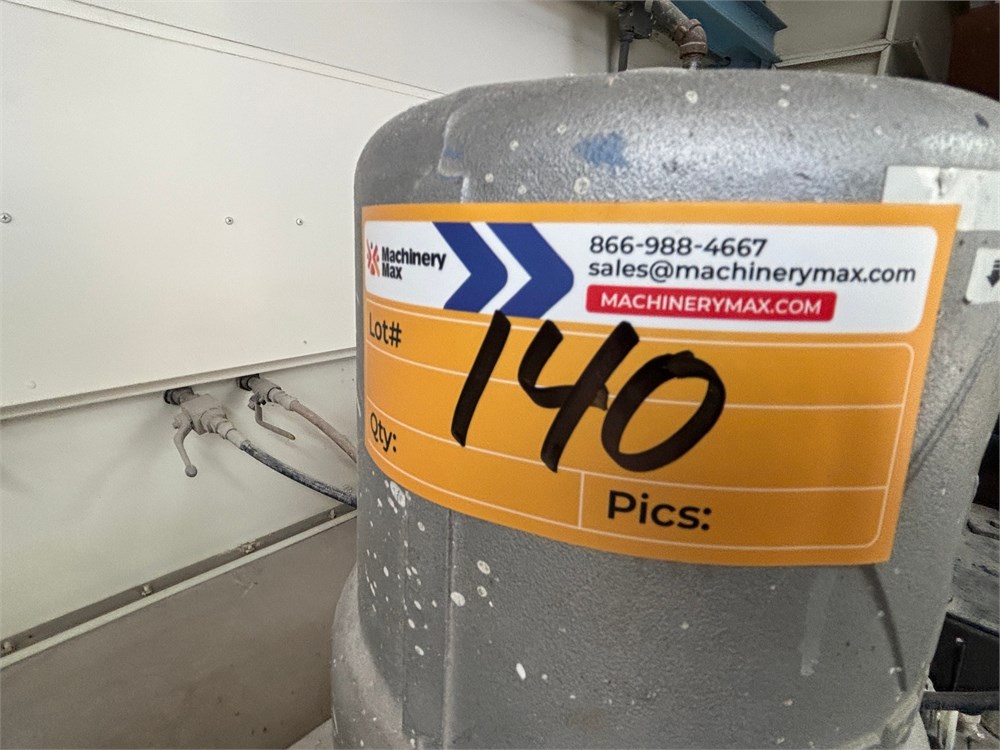 Machinery
Max
866-988-4667
sales@machinerymax.com
MACHINERYMAX.COM
Lot#
140
Qty:
Pics: